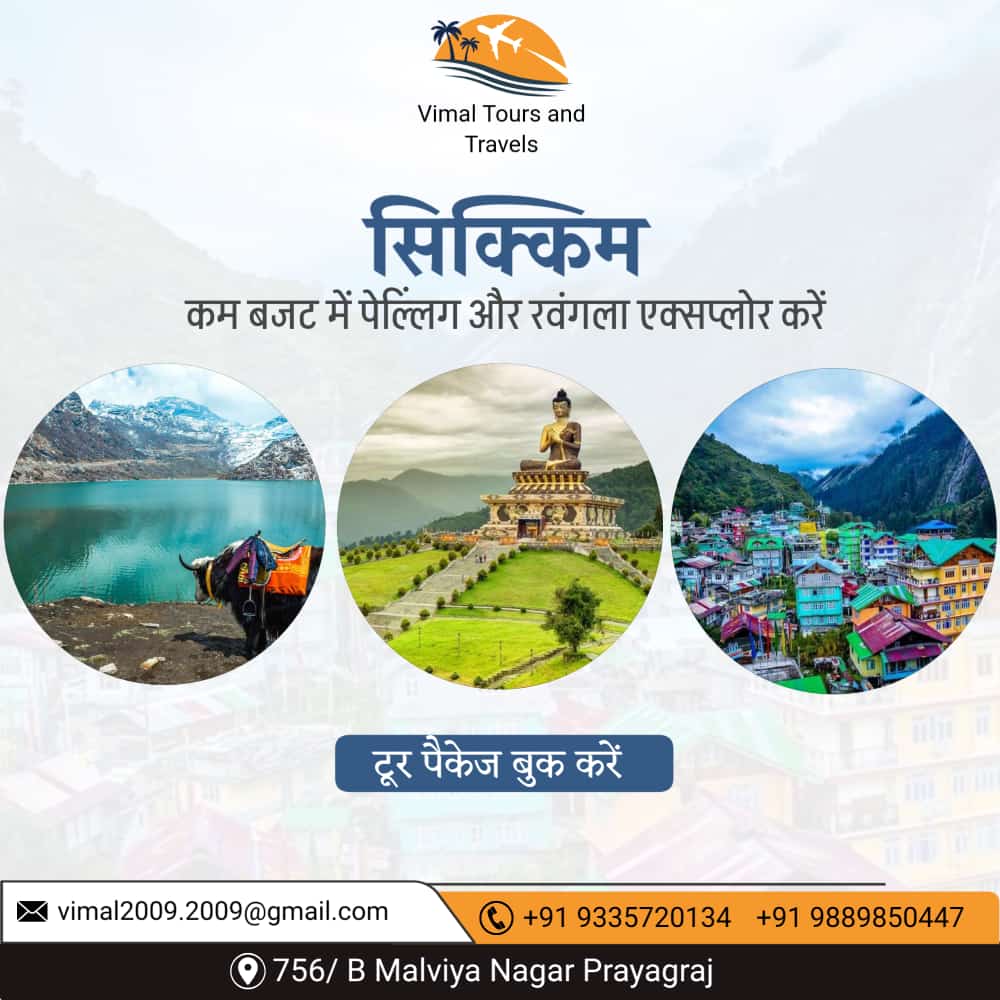 Vimal Tours and
Travels
सिक्किम
कम बजट में पेल्लिंग और रवंगला एक्सप्लोर करें
टूर पैकेज बुक करें
vimal2009.2009@gmail.com
+91 9335720134 +91 9889850447
756/ B Malviya Nagar Prayagraj